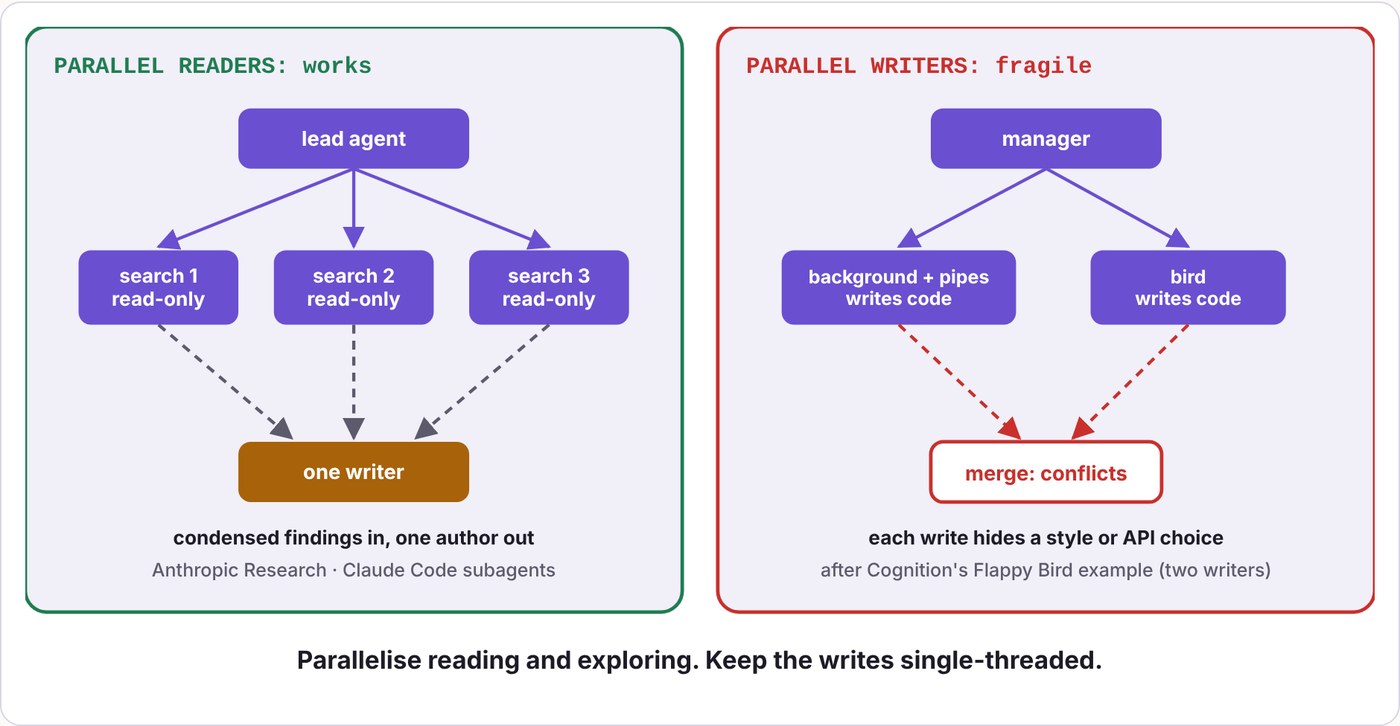 PARALLEL READERS: works
lead agent
search 1
read-only
search 2
read-only
search 3
read-only
one writer
condensed findings in, one author out
Anthropic Research · Claude Code subagents
PARALLEL WRITERS: fragile
manager
background + pipes
writes code
bird
writes code
merge: conflicts
each write hides a style or API choice
after Cognition's Flappy Bird example (two writers)
Parallelise reading and exploring. Keep the writes single-threaded.